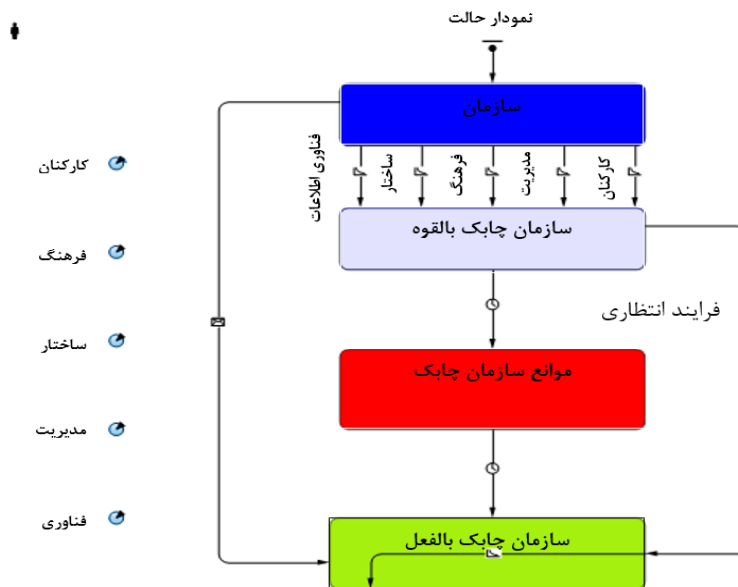 نمودار حالت
سازمان
فناوری اطلاعات
ساختار
فرهنگ
مدیریت
کارکنان
سازمان چابک بالقوه
فرایند انتظاری
موانع سازمان چابک
سازمان چابک بالفعل
کارکنان
فرهنگ
ساختار
مدیریت
فناوری